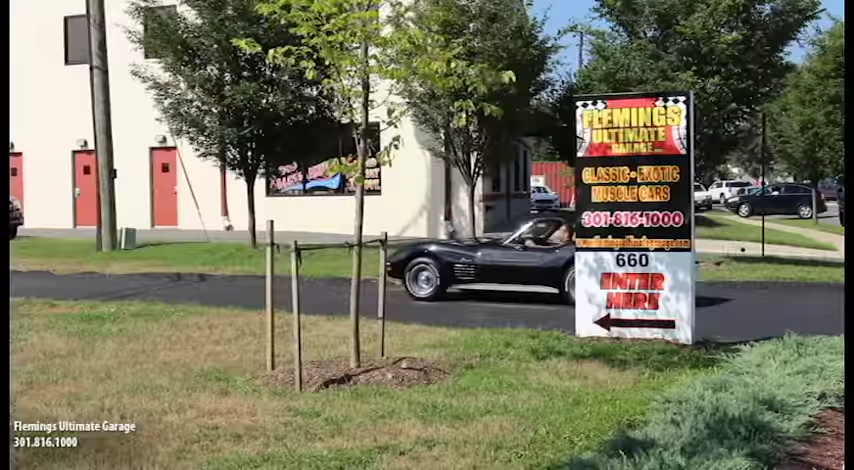 FLEMINGS
ULTIMATE
GARAGE
CLASSIC • EXOTIC
MUSCLE CARS
301-816-1000
660
ENTER
HERE
Flemings Ultimate Garage
301.816.1000